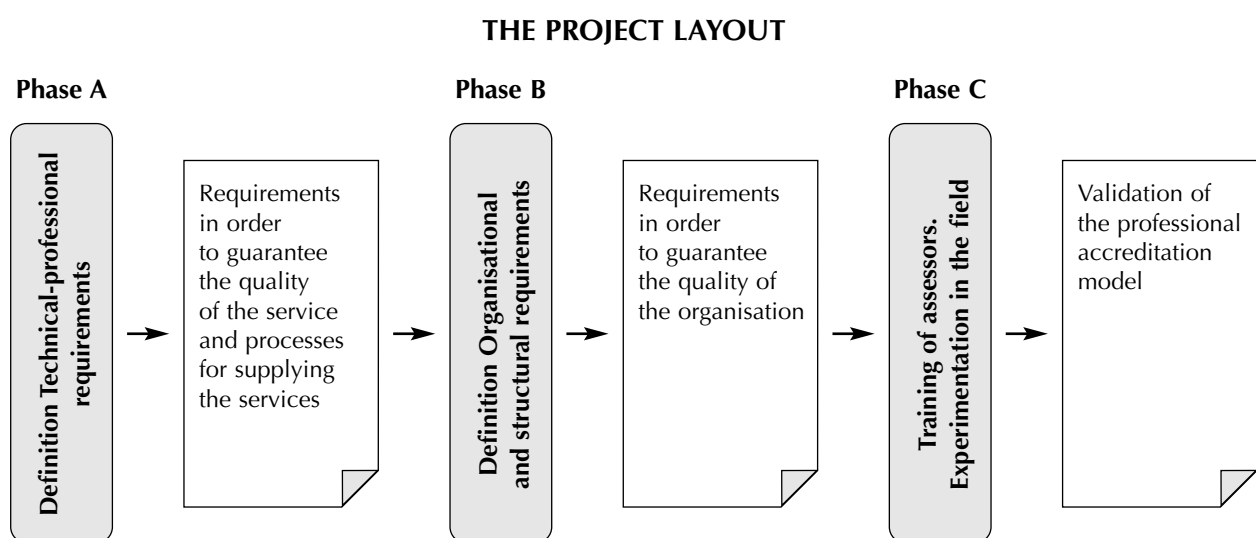 THE PROJECT LAYOUT
Phase A
Definition Technical-professional
requirements
Requirements
in order
to guarantee
the quality
of the service
and processes
for supplying
the services
Phase B
Definition Organisational
and structural requirements
Requirements
in order
to guarantee
the quality of
the organisation
Phase C
Training of assessors.
Experimentation in the field
Validation of
the professional
accreditation
model